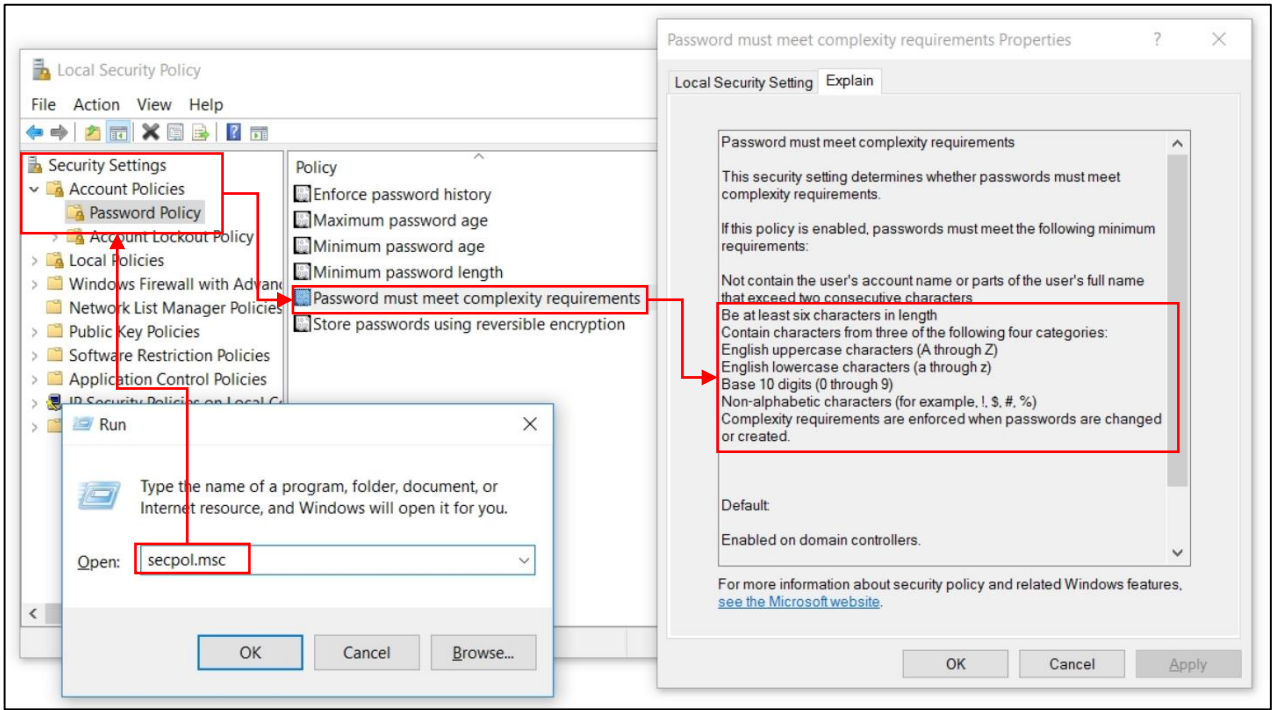 Local Security Policy
File Action View Help
Security Settings
Account Policies
Password Policy
Account Lockout Policy
Local Policies
Windows Firewall with Advan
Network List Manager Policies
Public Key Policies
Software Restriction Policies
Application Control Policies
IP Security Policies on Local C
Policy
Enforce password history
Maximum password age
Minimum password age
Minimum password length
Password must meet complexity requirements
Store passwords using reversible encryption
Run
Type the name of a program, folder, document, or
Internet resource, and Windows will open it for you.
Open: secpol.msc
OK Cancel Browse...
Password must meet complexity requirements Properties ?
Local Security Setting Explain
Password must meet complexity requirements
This security setting determines whether passwords must meet
complexity requirements.
If this policy is enabled, passwords must meet the following minimum
requirements:
Not contain the user's account name or parts of the user's full name
that exceed two consecutive characters
Be at least six characters in length
Contain characters from three of the following four categories:
English uppercase characters (A through Z)
English lowercase characters (a through z)
Base 10 digits (0 through 9)
Non-alphabetic characters (for example, !, $, #, %)
Complexity requirements are enforced when passwords are changed
or created.
Default:
Enabled on domain controllers.
For more information about security policy and related Windows features,
see the Microsoft website.
OK Cancel Apply